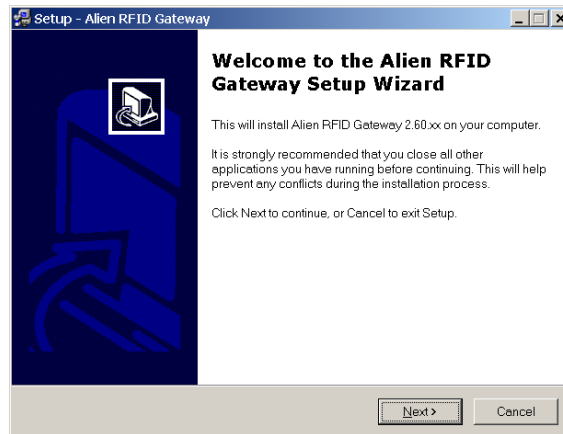 Setup - Alien RFID Gateway
Welcome to the Alien RFID
Gateway Setup Wizard
This will install Alien RFID Gateway 2.60.xx on your computer.
It is strongly recommended that you close all other
applications you have running before continuing. This will help
prevent any conflicts during the installation process.
Click Next to continue, or Cancel to exit Setup.
Next >
Cancel